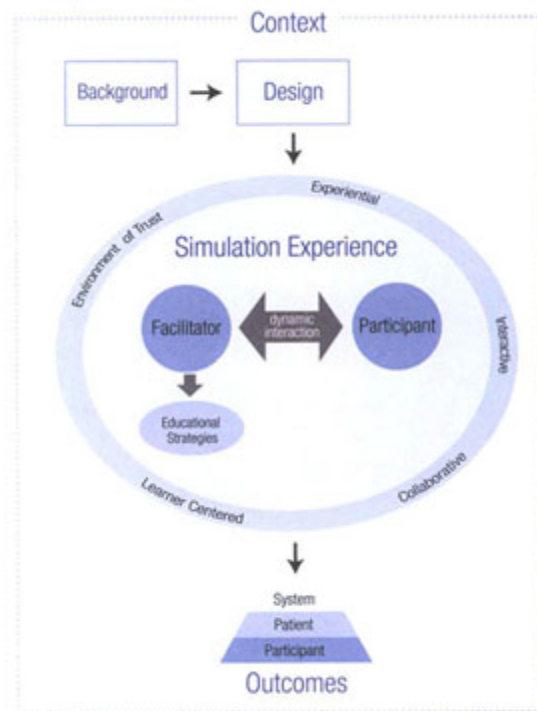 Context
Background
Design
Experiential
Environment of Trust
Simulation Experience
Facilitator
dynamic
interaction
Participant
Interactive
Educational
Strategies
Learner Centered
Collaborative
System
Patient
Participant
Outcomes